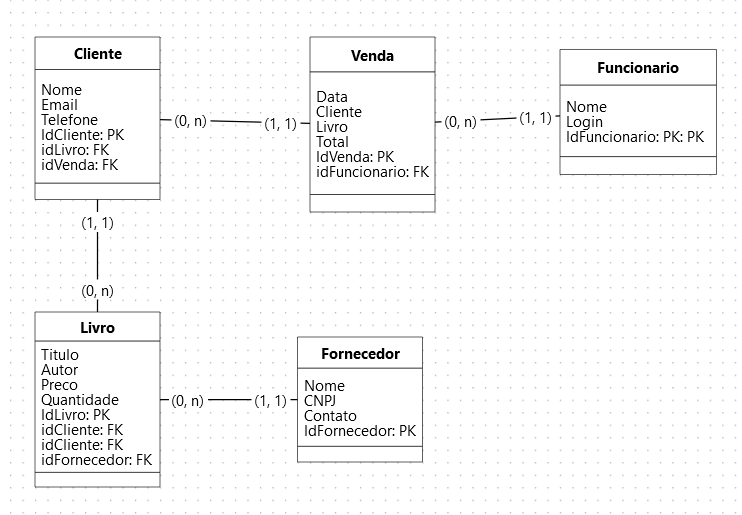 Cliente
Nome
Email
Telefone
IdCliente: PK
idLivro: FK
idVenda: FK
(0, n)
(1, 1)
Venda
Data
Cliente
Livro
Total
IdVenda: PK
idFuncionario: FK
(0, n)
(1, 1)
Funcionario
Nome
Login
IdFuncionario: PK: PK
(1, 1)
(0, n)
Livro
Titulo
Autor
Preco
Quantidade
IdLivro: PK
idCliente: FK
idCliente: FK
idFornecedor: FK
(0, n)
(1, 1)
Fornecedor
Nome
CNPJ
Contato
IdFornecedor: PK